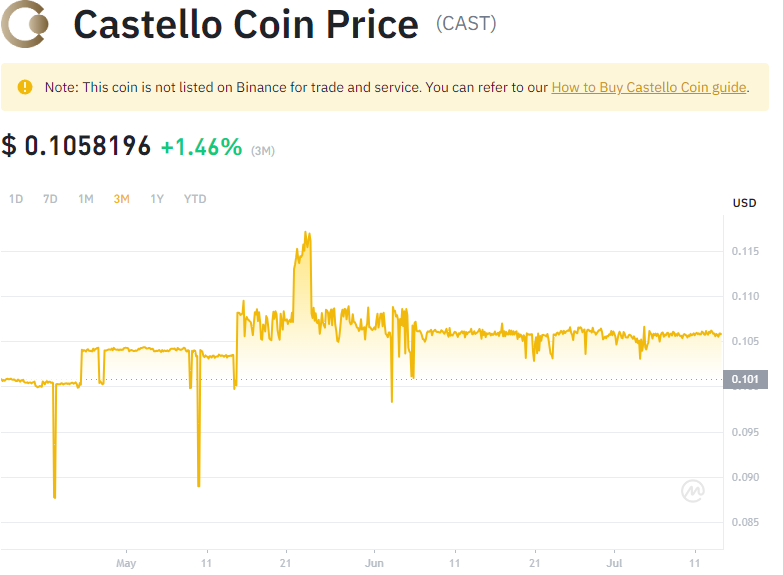 Castello Coin Price (CAST)
Note: This coin is not listed on Binance for trade and service. You can refer to our How to Buy Castello Coin guide.
$ 0.1058196 +1.46% (3M)
1D 7D 1M 3M 1Y YTD
USD
0.115
0.110
0.105
0.101
0.095
0.090
0.085
May 11 21 Jun 11 21 Jul 11